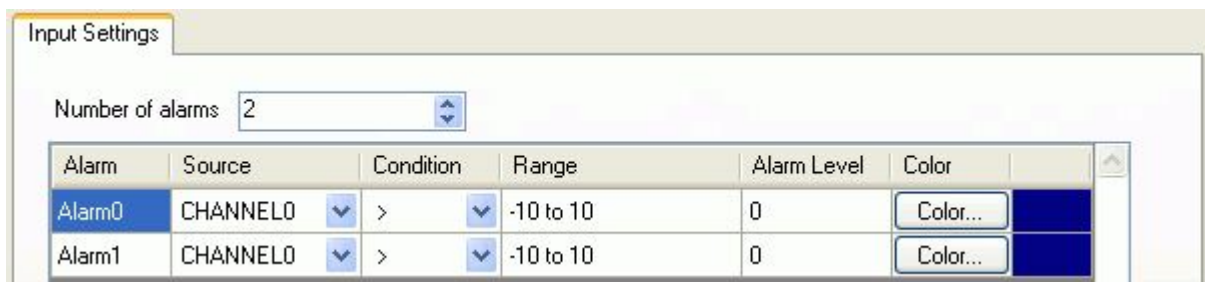 Input Settings
Number of alarms 2
Alarm Source Condition Range Alarm Level Color
Alarm0 CHANNEL0 > -10 to 10 0 Color...
Alarm1 CHANNEL0 > -10 to 10 0 Color...